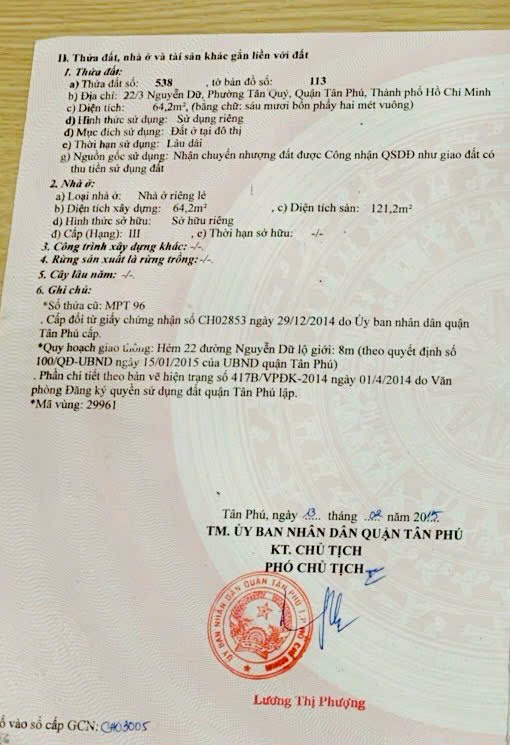 II. Thửa đất, nhà ở và tài sản khác gắn liền với đất
1. Thửa đất:
a) Thửa đất số: 538 , tờ bản đồ số: 113
b) Địa chỉ: 22/3 Nguyễn Dữ, Phường Tân Quý, Quận Tân Phú, Thành phố Hồ Chí Minh
c) Diện tích: 64,2m², (bằng chữ: sáu mươi bốn phẩy hai mét vuông)
d) Hình thức sử dụng: Sử dụng riêng
đ) Mục đích sử dụng: Đất ở tại đô thị
e) Thời hạn sử dụng: Lâu dài
g) Nguồn gốc sử dụng: Nhận chuyển nhượng đất được Công nhận QSDĐ như giao đất có
thu tiền sử dụng đất
2. Nhà ở:
a) Loại nhà ở: Nhà ở riêng lẻ
b) Diện tích xây dựng: 64,2m² , c) Diện tích sàn: 121,2m²
d) Hình thức sở hữu: Sở hữu riêng
đ) Cấp (Hạng): III , e) Thời hạn sở hữu: -/-
3. Công trình xây dựng khác: -/-
4. Rừng sản xuất là rừng trồng:-/-
5. Cây lâu năm: -/-
6. Ghi chú:
*Số thửa cũ: MPT 96
. Cấp đổi từ giấy chứng nhận số CH02853 ngày 29/12/2014 do Ủy ban nhân dân quận
Tân Phú cấp.
*Quy hoạch giao thông: Hẻm 22 đường Nguyễn Dữ lộ giới: 8m (theo quyết định số
100/QĐ-UBND ngày 15/01/2015 của UBND quận Tân Phú)
. Phần chi tiết theo bản vẽ hiện trạng số 417B/VPĐK-2014 ngày 01/4/2014 do Văn
phòng Đăng ký quyền sử dụng đất quận Tân Phú lập.
*Mã vùng: 29961
Tân Phú, ngày 13 tháng 02 năm 2015
TM. ỦY BAN NHÂN DÂN QUẬN TÂN PHÚ
KT. CHỦ TỊCH
PHÓ CHỦ TỊCH
ỦY BAN NHÂN DÂN QUẬN TÂN PHÚ T.P HỒ CHÍ MINH
Lương Thị Phượng
ố vào sổ cấp GCN: CH03005